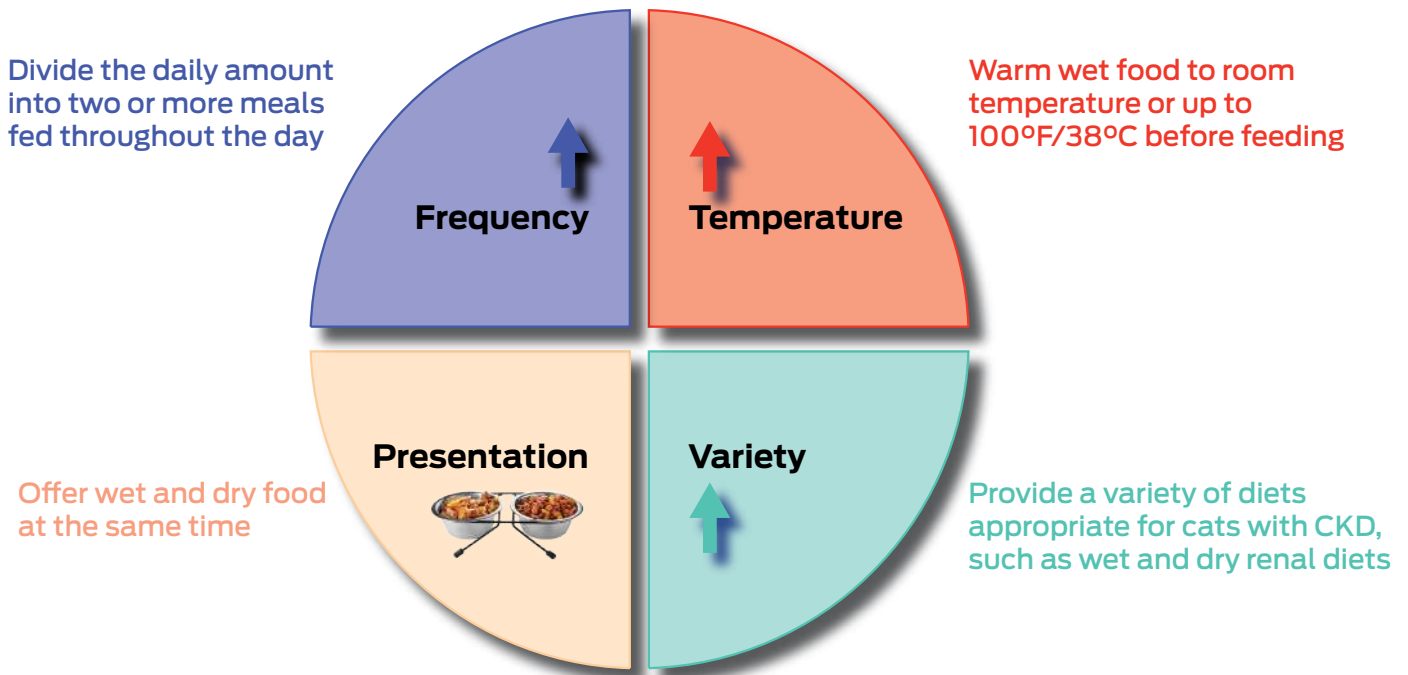 Divide the daily amount
into two or more meals
fed throughout the day
Frequency
Temperature
Warm wet food to room
temperature or up to
100°F/38°C before feeding
Presentation
Offer wet and dry food
at the same time
Variety
Provide a variety of diets
appropriate for cats with CKD,
such as wet and dry renal diets